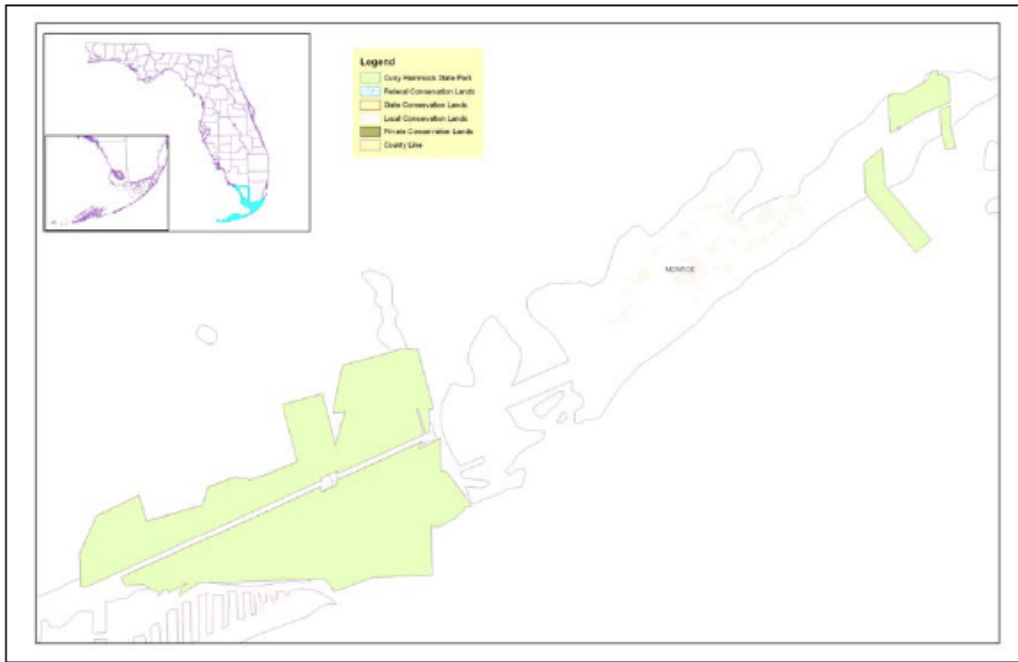 Legend
Curry Hammock State Park
Federal Conservation Lands
State Conservation Lands
Local Conservation Lands
Private Conservation Lands
County Line
MONROE